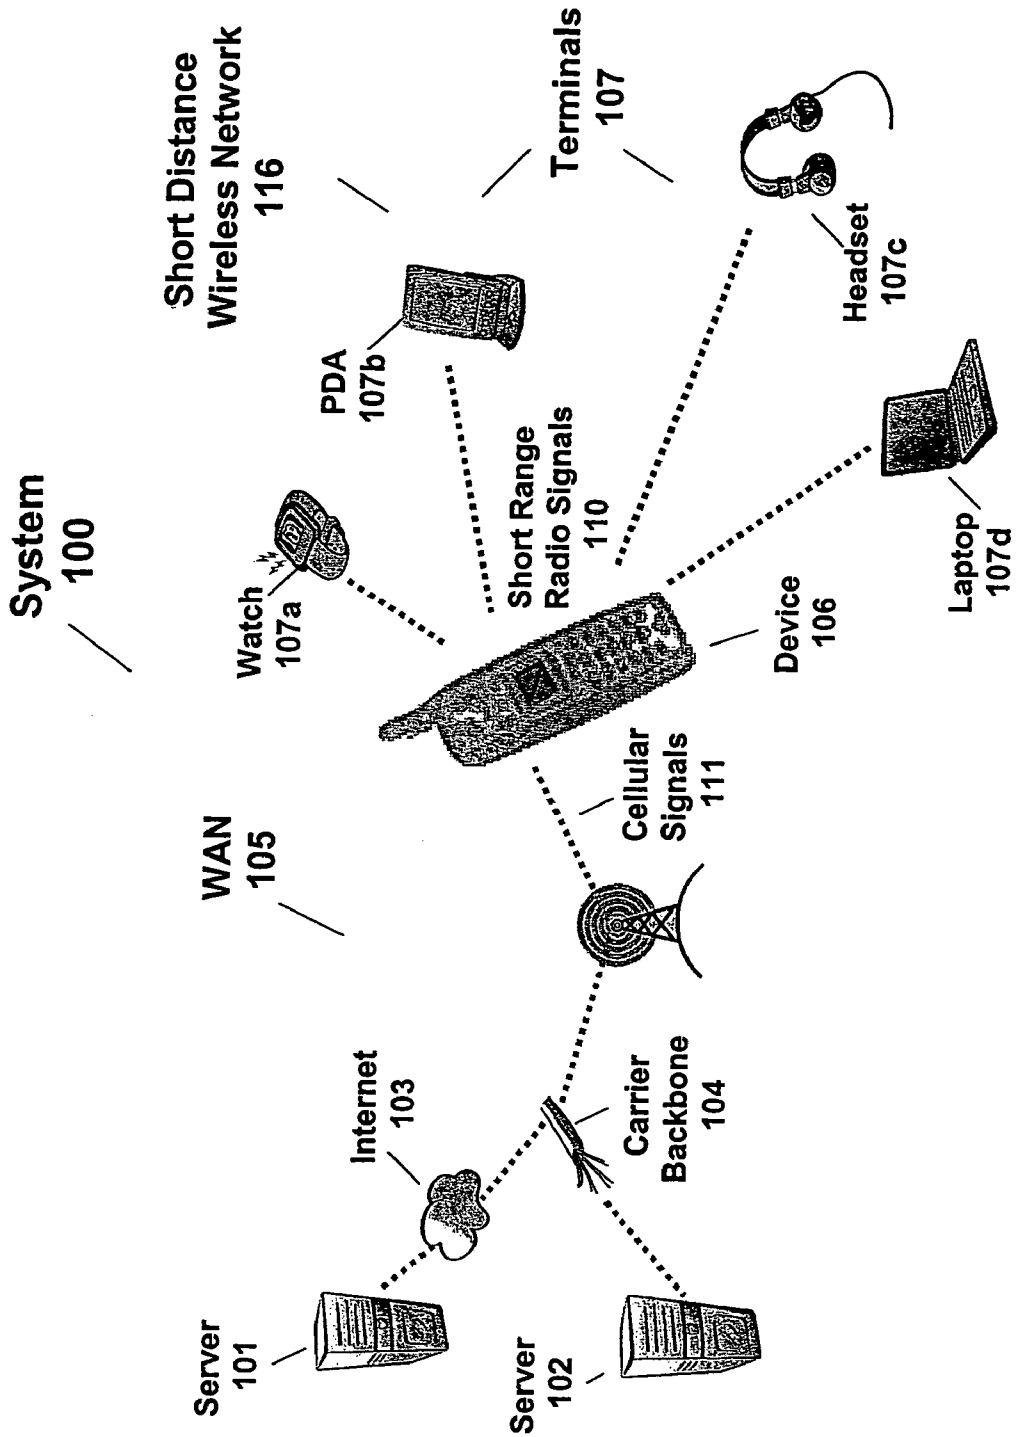 System
100
Short Distance
Wireless Network
116
WAN
105
Terminals
107
Watch
107a
PDA
107b
Internet
103
Server
101
Short Range
Radio Signals
110
Cellular
Signals
111
Carrier
Backbone
104
Server
102
Device
106
Headset
107c
Laptop
107d